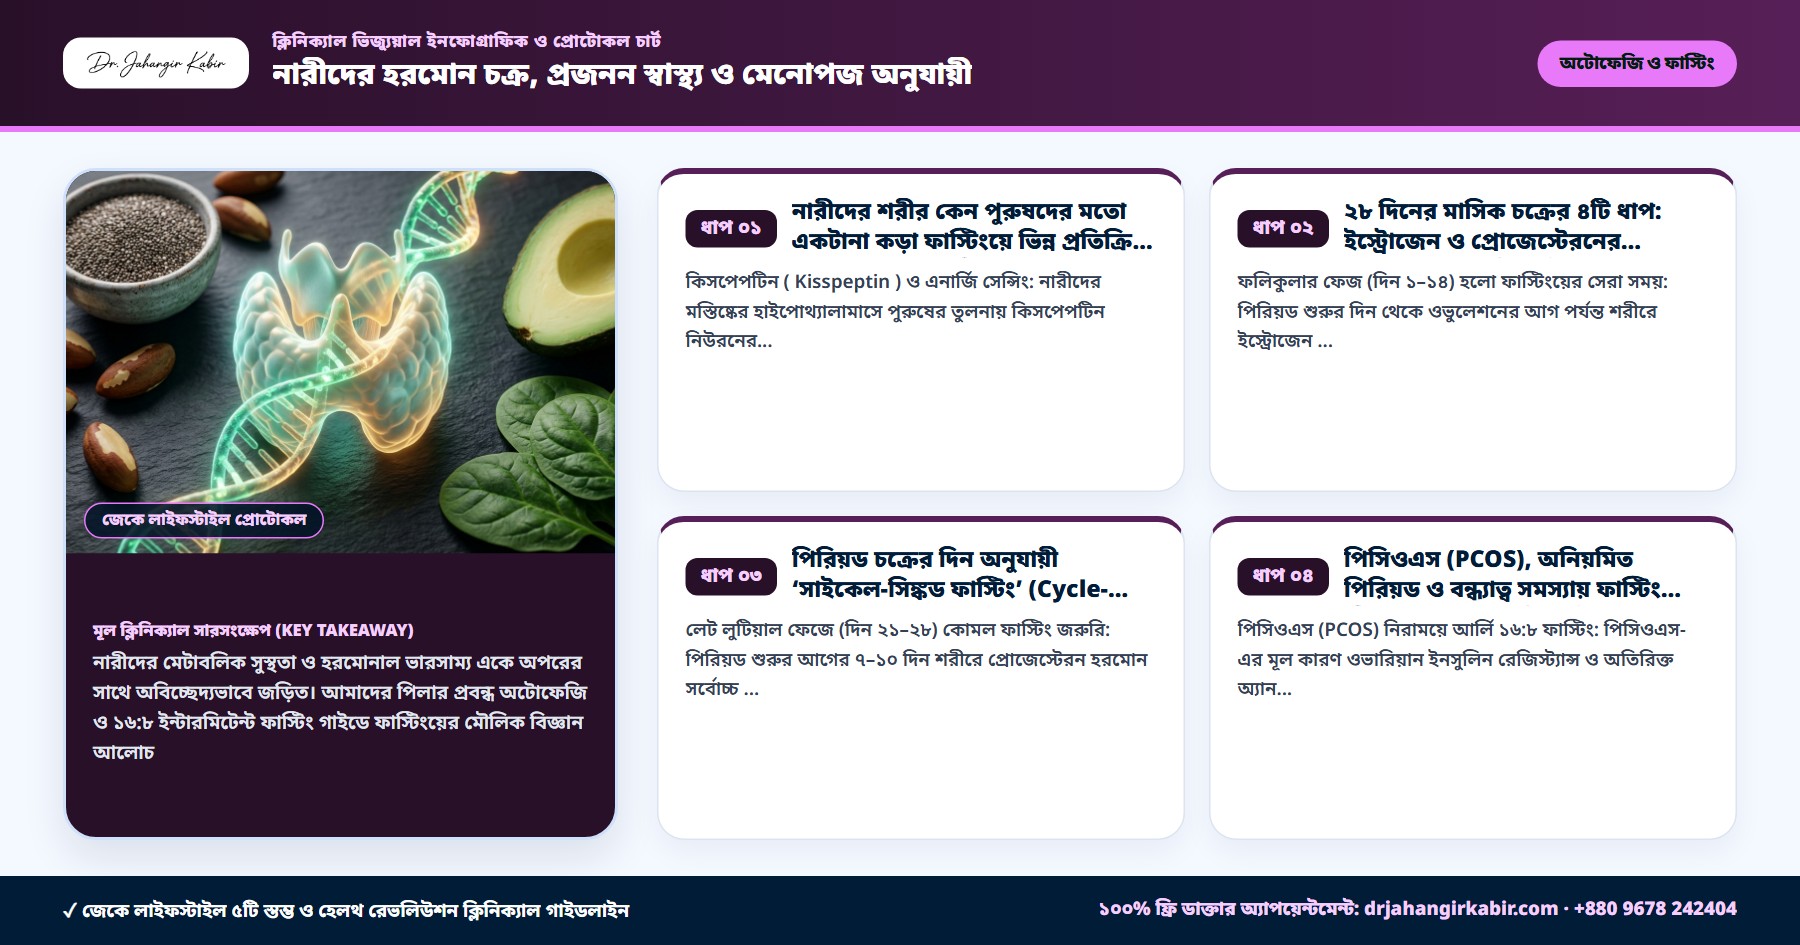 Dr. Jahangir Kabir
ক্লিনিক্যাল ভিজ্যুয়াল ইনফোগ্রাফিক ও প্রোটোকল চার্ট
নারীদের হরমোন চক্র, প্রজনন স্বাস্থ্য ও মেনোপজ অনুযায়ী
অটোফেজি ও ফাস্টিং
জেকে লাইফস্টাইল প্রোটোকল
মূল ক্লিনিক্যাল সারসংক্ষেপ (KEY TAKEAWAY)
নারীদের মেটাবলিক সুস্থতা ও হরমোনাল ভারসাম্য একে অপরের
সাথে অবিচ্ছেদ্যভাবে জড়িত। আমাদের পিলার প্রবন্ধ অটোফেজি
ও ১৬:৮ ইন্টারমিটেন্ট ফাস্টিং গাইডে ফাস্টিংয়ের মৌলিক বিজ্ঞান
আলোচ
ধাপ ০১
নারীদের শরীর কেন পুরুষদের মতো
একটানা কড়া ফাস্টিংয়ে ভিন্ন প্রতিক্রি...
কিসপেপটিন ( Kisspeptin ) ও এনার্জি সেন্সিং: নারীদের
মস্তিষ্কের হাইপোথ্যালামাসে পুরুষের তুলনায় কিসপেপটিন
নিউরনের...
ধাপ ০২
২৮ দিনের মাসিক চক্রের ৪টি ধাপ:
ইস্ট্রোজেন ও প্রোজেস্টেরনের...
ফলিকুলার ফেজ (দিন ১–১৪) হলো ফাস্টিংয়ের সেরা সময়:
পিরিয়ড শুরুর দিন থেকে ওভুলেশনের আগ পর্যন্ত শরীরে
ইস্ট্রোজেন ...
ধাপ ০৩
পিরিয়ড চক্রের দিন অনুযায়ী
‘সাইকেল-সিঙ্কড ফাস্টিং’ (Cycle-...
লেট লুটিয়াল ফেজে (দিন ২১–২৮) কোমল ফাস্টিং জরুরি:
পিরিয়ড শুরুর আগের ৭–১০ দিন শরীরে প্রোজেস্টেরন হরমোন
সর্বোচ্চ ...
ধাপ ০৪
পিসিওএস (PCOS), অনিয়মিত
পিরিয়ড ও বন্ধ্যাত্ব সমস্যায় ফাস্টিং...
পিসিওএস (PCOS) নিরাময়ে আর্লি ১৬:৮ ফাস্টিং: পিসিওএস-
এর মূল কারণ ওভারিয়ান ইনসুলিন রেজিস্ট্যান্স ও অতিরিক্ত
অ্যান...
✓ জেকে লাইফস্টাইল ৫টি স্তম্ভ ও হেলথ রেভলিউশন ক্লিনিক্যাল গাইডলাইন
১০০% ফ্রি ডাক্তার অ্যাপয়েন্টমেন্ট: drjahangirkabir.com · +880 9678 242404